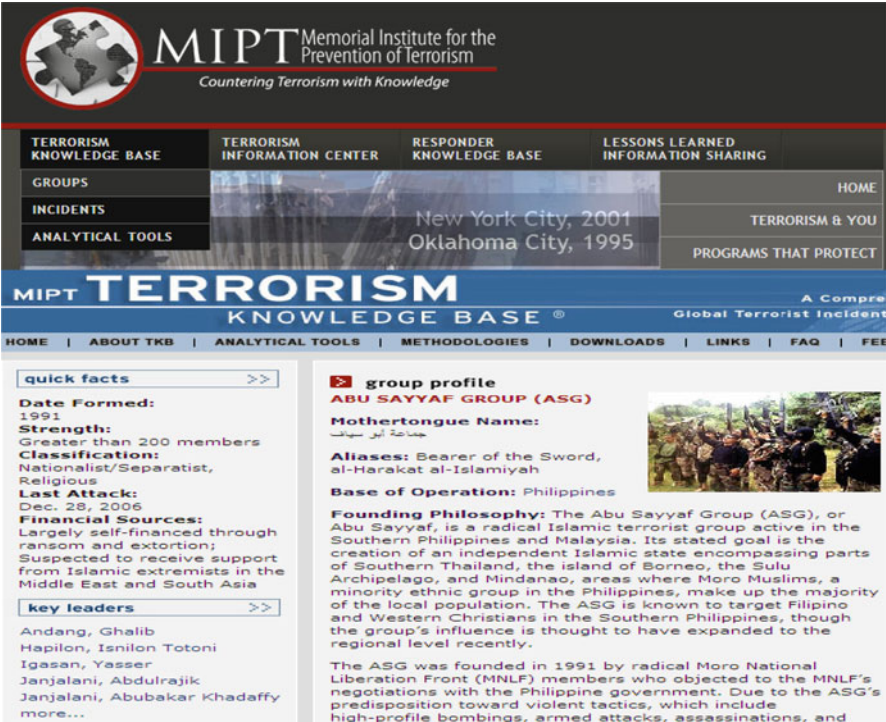 MIPT Memorial Institute for the
Prevention of Terrorism
Countering Terrorism with Knowledge
TERRORISM
KNOWLEDGE BASE
TERRORISM
INFORMATION CENTER
RESPONDER
KNOWLEDGE BASE
LESSONS LEARNED
INFORMATION SHARING
GROUPS
INCIDENTS
ANALYTICAL TOOLS
New York City, 2001
Oklahoma City, 1995
HOME
TERRORISM & YOU
PROGRAMS THAT PROTECT
MIPT TERRORISM
KNOWLEDGE BASE ®
A Compre
Global Terrorist Incident
HOME | ABOUT TKB | ANALYTICAL TOOLS | METHODOLOGIES | DOWNLOADS | LINKS | FAQ | FEE
quick facts >>
Date Formed:
1991
Strength:
Greater than 200 members
Classification:
Nationalist/Separatist,
Religious
Last Attack:
Dec. 28, 2006
Financial Sources:
Largely self-financed through
ransom and extortion;
Suspected to receive support
from Islamic extremists in the
Middle East and South Asia
key leaders >>
Andang, Ghalib
Hapilon, Isnilon Totoni
Igasan, Yasser
Janjalani, Abdulrajik
Janjalani, Abubakar Khadaffy
more...
group profile
ABU SAYYAF GROUP (ASG)
Mothertongue Name:
جماعة أبو سياف
Aliases: Bearer of the Sword,
al-Harakat al-Islamiyah
Base of Operation: Philippines
Founding Philosophy: The Abu Sayyaf Group (ASG), or
Abu Sayyaf, is a radical Islamic terrorist group active in the
Southern Philippines and Malaysia. Its stated goal is the
creation of an independent Islamic state encompassing parts
of Southern Thailand, the island of Borneo, the Sulu
Archipelago, and Mindanao, areas where Moro Muslims, a
minority ethnic group in the Philippines, make up the majority
of the local population. The ASG is known to target Filipino
and Western Christians in the Southern Philippines, though
the group's influence is thought to have expanded to the
regional level recently.
The ASG was founded in 1991 by radical Moro National
Liberation Front (MNLF) members who objected to the MNLF's
negotiations with the Philippine government. Due to the ASG's
predisposition toward violent tactics, which include
high-profile bombings, armed attacks, assassinations, and